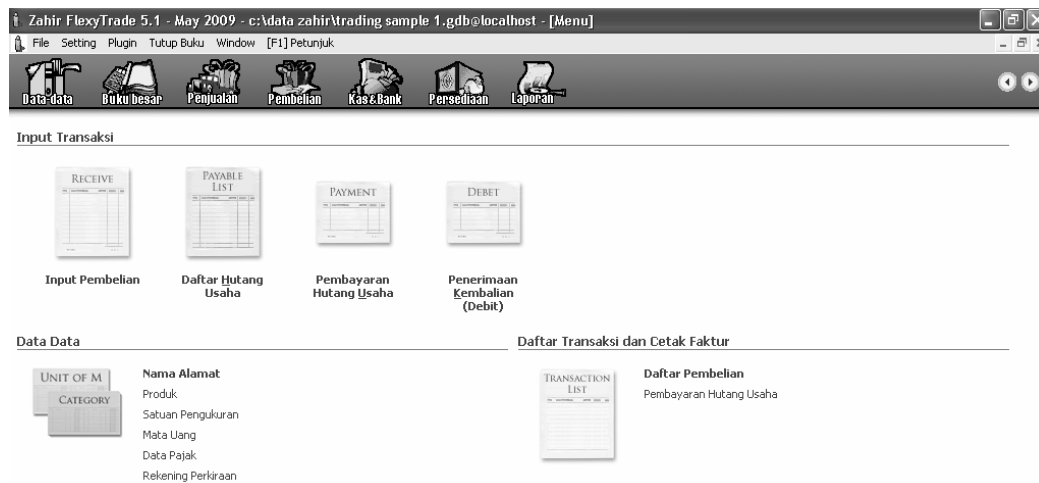 Zahir FlexyTrade 5.1 - May 2009 - c:\data zahir\trading sample 1.gdb@localhost - [Menu]
File Setting Plugin Tutup Buku Window [F1] Petunjuk
Data-data Buku besar Penjualan Pembelian Kas & Bank Persediaan Laporan
Input Transaksi
RECEIVE
PAYABLE LIST
PAYMENT
DEBET
Input Pembelian
Daftar Hutang Usaha
Pembayaran Hutang Usaha
Penerimaan Kembalian (Debit)
Data Data
UNIT OF M
CATEGORY
Nama Alamat
Produk
Satuan Pengukuran
Mata Uang
Data Pajak
Rekening Perkiraan
Daftar Transaksi dan Cetak Faktur
TRANSACTION LIST
Daftar Pembelian
Pembayaran Hutang Usaha